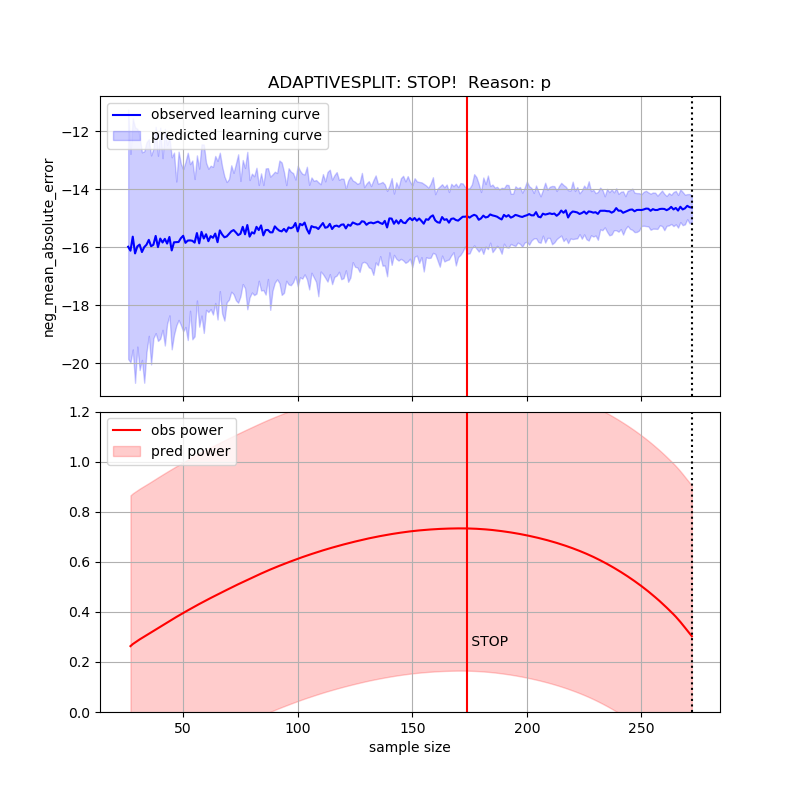 ADAPTIVESPLIT: STOP!  Reason: p
observed learning curve
predicted learning curve
neg_mean_absolute_error
−12
−14
−16
−18
−20
obs power
pred power
1.2
1.0
0.8
0.6
0.4
0.2
0.0
STOP
50
100
150
200
250
sample size